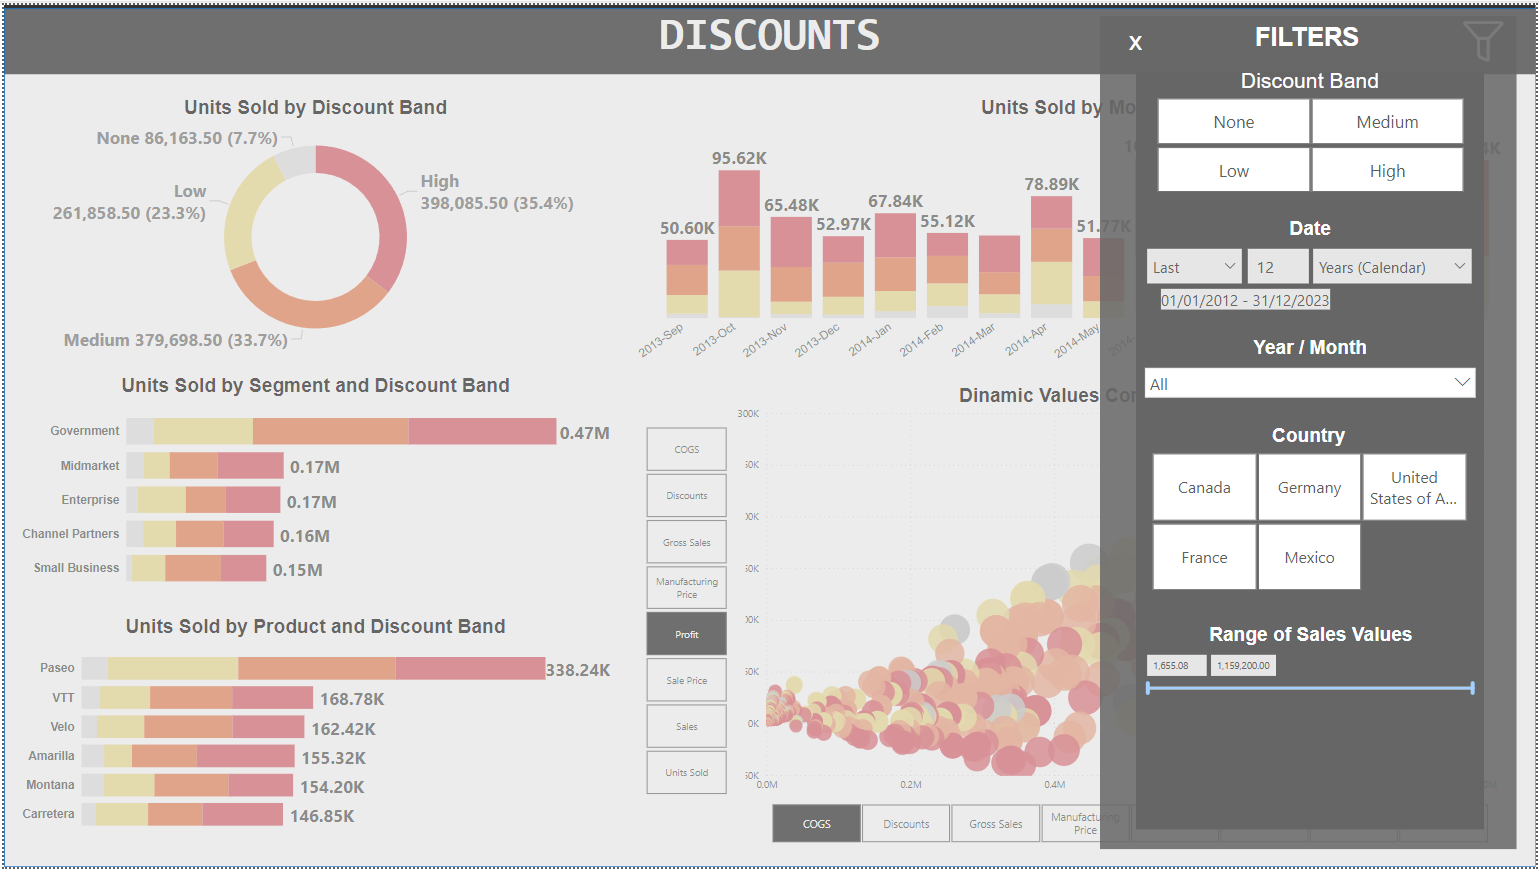 DISCOUNTS
X
FILTERS
Discount Band
None
Medium
Low
High
Date
Last
12
Years (Calendar)
01/01/2012 - 31/12/2023
Year / Month
All
Country
Canada
Germany
United
States of A...
France
Mexico
Range of Sales Values
1,655.08
1,159,200.00
Units Sold by Discount Band
None 86,163.50 (7.7%)
Low
261,858.50 (23.3%)
High
398,085.50 (35.4%)
Medium 379,698.50 (33.7%)
Units Sold by Mo
95.62K
50.60K
65.48K
52.97K
67.84K
55.12K
78.89K
51.77K
2013-Sep
2013-Oct
2013-Nov
2013-Dec
2014-Jan
2014-Feb
2014-Mar
2014-Apr
2014-May
Units Sold by Segment and Discount Band
Government
0.47M
Midmarket
0.17M
Enterprise
0.17M
Channel Partners
0.16M
Small Business
0.15M
Units Sold by Product and Discount Band
Paseo
338.24K
VTT
168.78K
Velo
162.42K
Amarilla
155.32K
Montana
154.20K
Carretera
146.85K
Dinamic Values Con
COGS
Discounts
Gross Sales
Manufacturing
Price
Profit
Sale Price
Sales
Units Sold
300K
0.0M
0.2M
0.4M
COGS
Discounts
Gross Sales
Manufacturing
Price